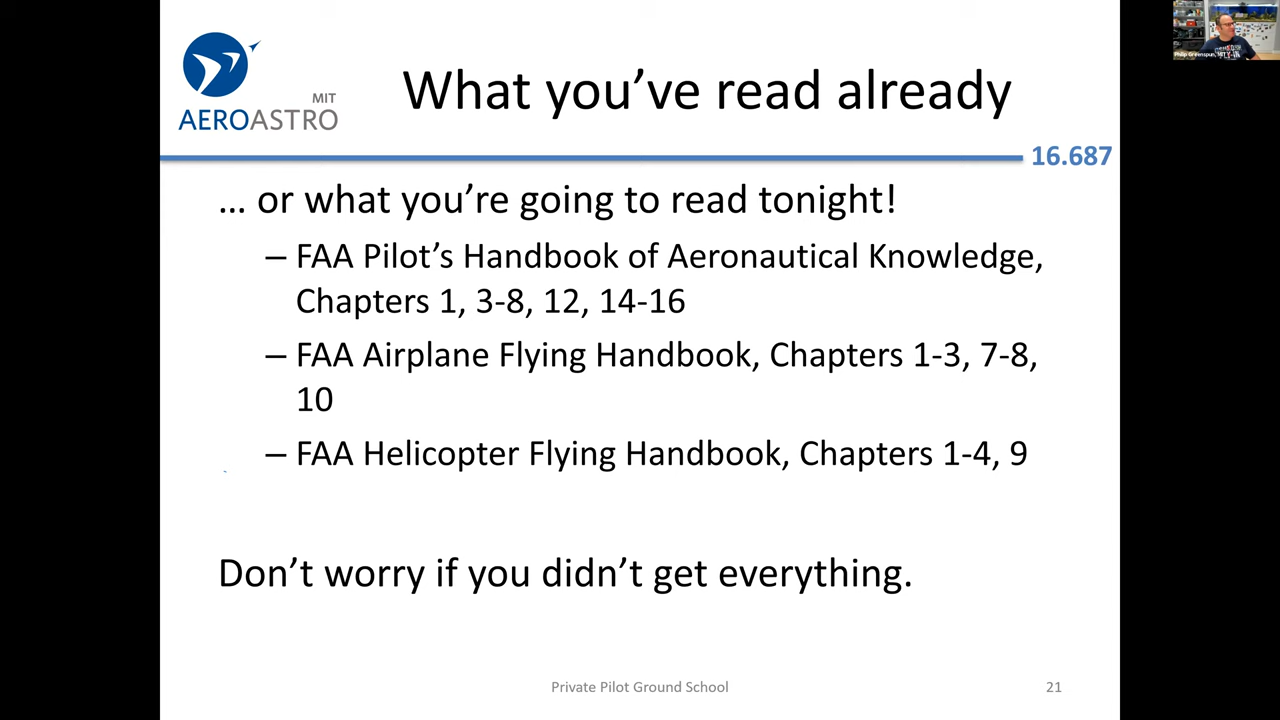 MIT
AEROASTRO
What you've read already
16.687
… or what you're going to read tonight!
– FAA Pilot's Handbook of Aeronautical Knowledge,
Chapters 1, 3-8, 12, 14-16
– FAA Airplane Flying Handbook, Chapters 1-3, 7-8,
10
– FAA Helicopter Flying Handbook, Chapters 1-4, 9
Don't worry if you didn't get everything.
Private Pilot Ground School
21
Philip Greenspun, MIT